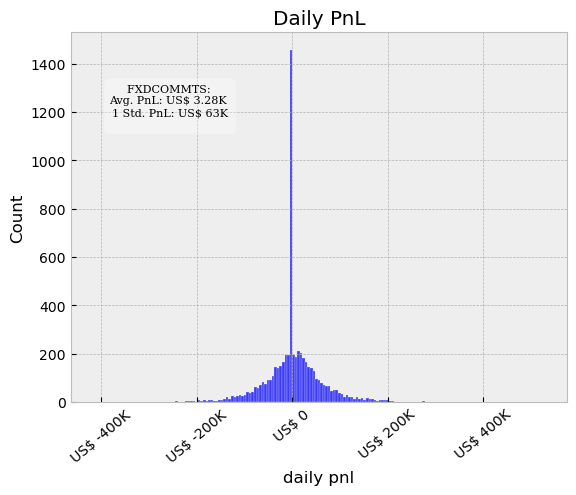 Daily PnL
1400
1200
1000
800
600
400
200
0
Count
FXDCOMMTS:
Avg. PnL: US$ 3.28K
1 Std. PnL: US$ 63K
US$ -400K
US$ -200K
US$ 0
US$ 200K
US$ 400K
daily pnl